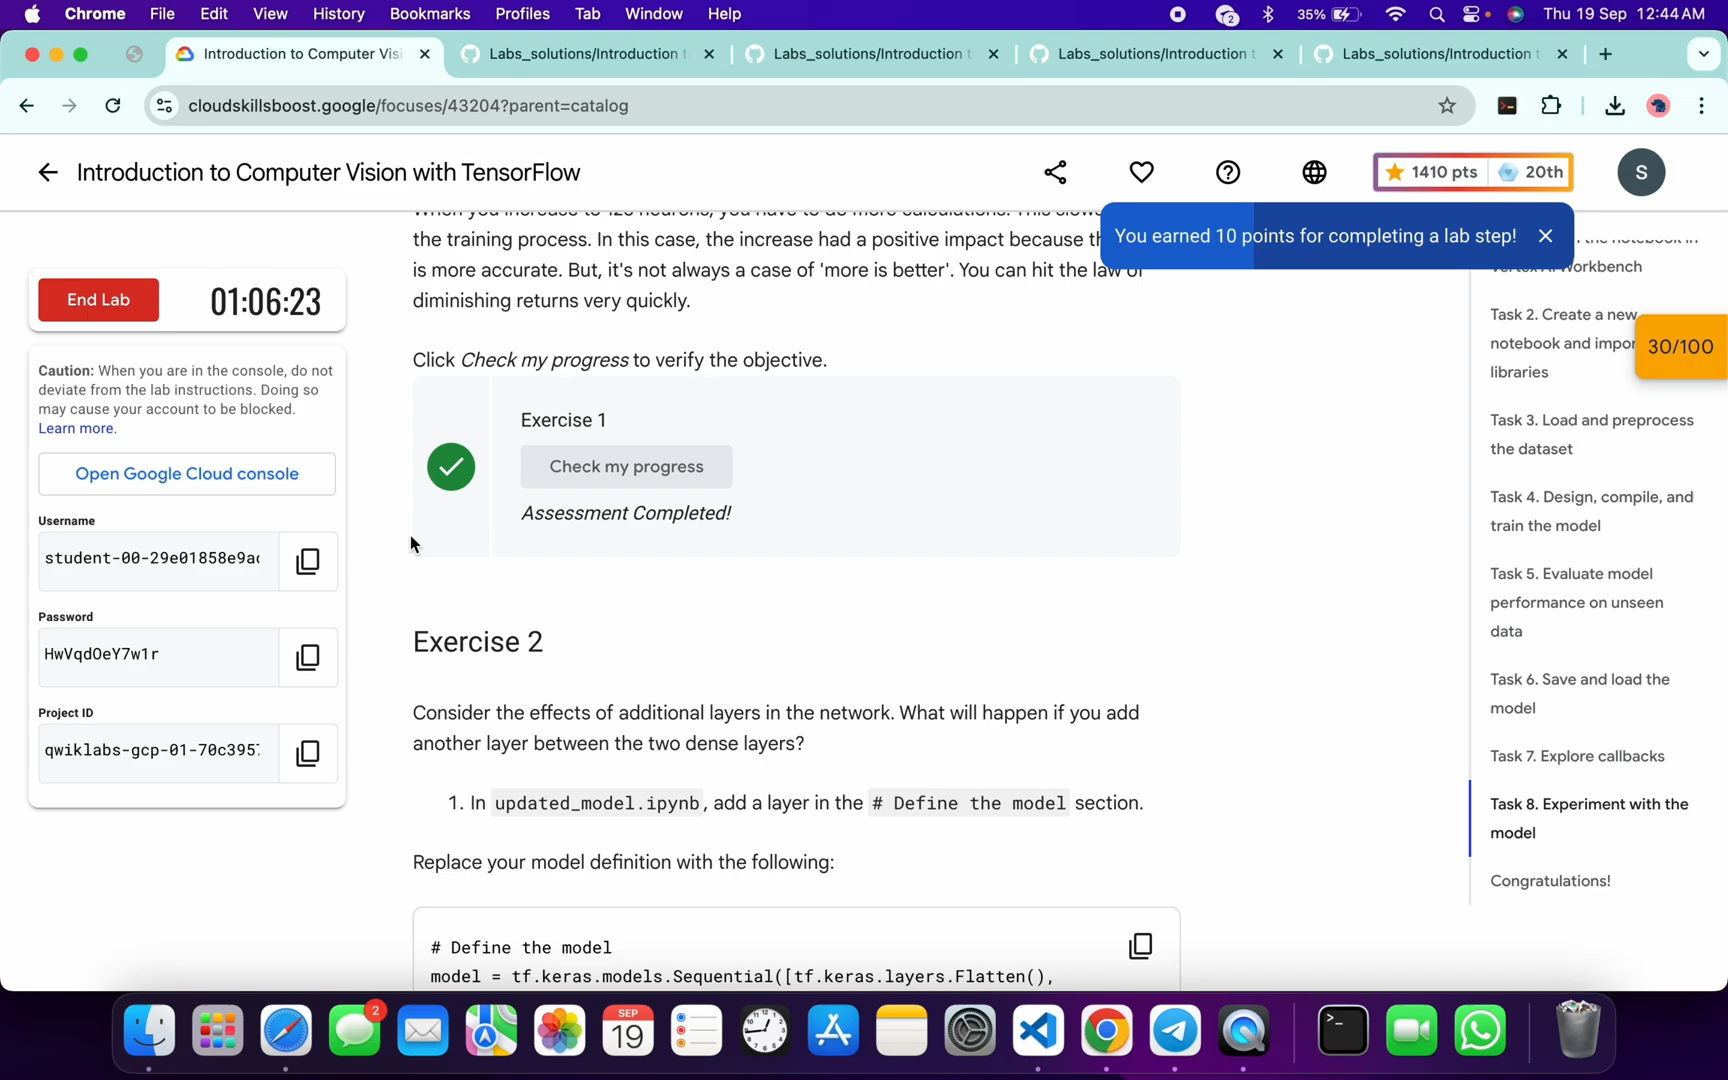 Chrome File Edit View History Bookmarks Profiles Tab Window Help 2 35% Thu 19 Sep 12:44 AM
Introduction to Computer Visi
Labs_solutions/Introduction t
Labs_solutions/Introduction t
Labs_solutions/Introduction t
Labs_solutions/Introduction t
cloudskillsboost.google/focuses/43204?parent=catalog
Introduction to Computer Vision with TensorFlow
1410 pts 20th
S
You earned 10 points for completing a lab step!
the training process. In this case, the increase had a positive impact because th
is more accurate. But, it's not always a case of 'more is better'. You can hit the law of
diminishing returns very quickly.
Click Check my progress to verify the objective.
Exercise 1
Check my progress
Assessment Completed!
Exercise 2
Consider the effects of additional layers in the network. What will happen if you add
another layer between the two dense layers?
1. In updated_model.ipynb, add a layer in the # Define the model section.
Replace your model definition with the following:
# Define the model
model = tf.keras.models.Sequential([tf.keras.layers.Flatten(),
End Lab 01:06:23
Caution: When you are in the console, do not
deviate from the lab instructions. Doing so
may cause your account to be blocked.
Learn more.
Open Google Cloud console
Username
student-00-29e01858e9a
Password
HwVqdOeY7w1r
Project ID
qwiklabs-gcp-01-70c395
Vertex AI Workbench
Task 2. Create a new
notebook and impor
libraries
30/100
Task 3. Load and preprocess
the dataset
Task 4. Design, compile, and
train the model
Task 5. Evaluate model
performance on unseen
data
Task 6. Save and load the
model
Task 7. Explore callbacks
Task 8. Experiment with the
model
Congratulations!
2
SEP
19